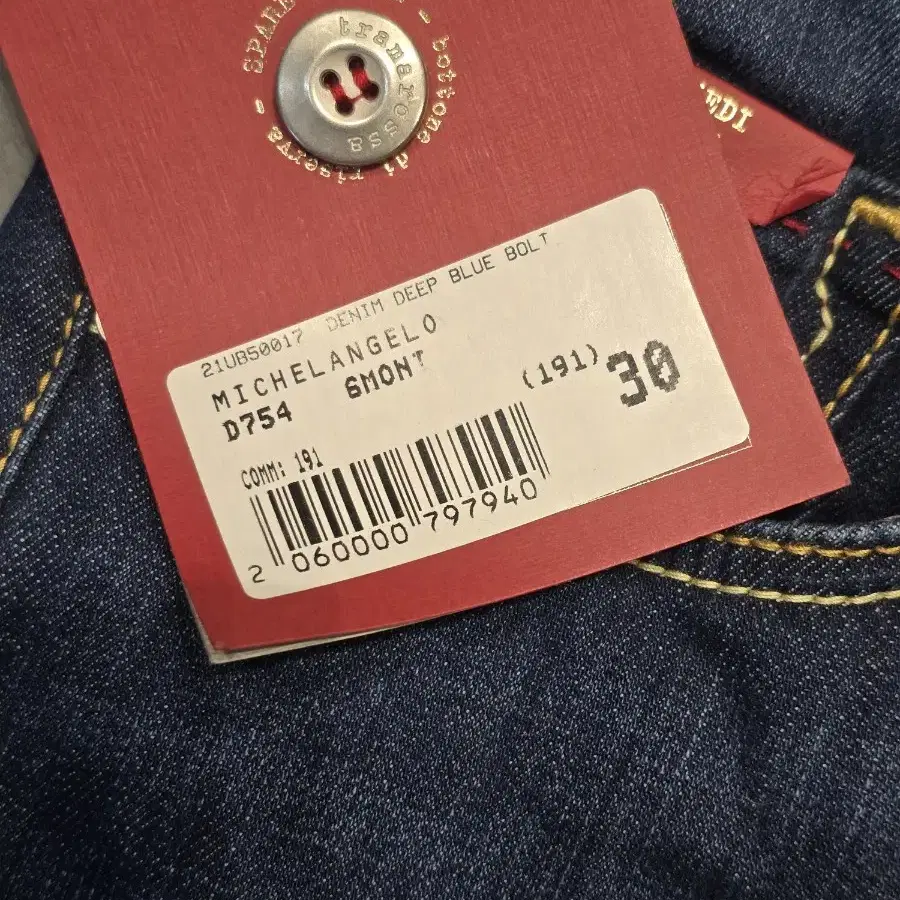 SPARE
bottone di riserva
tramarossa
21UB50017 DENIM DEEP BLUE BOLT
MICHELANGELO
D754 6MONT
(191) 30
COMM: 191
2 060000 797940